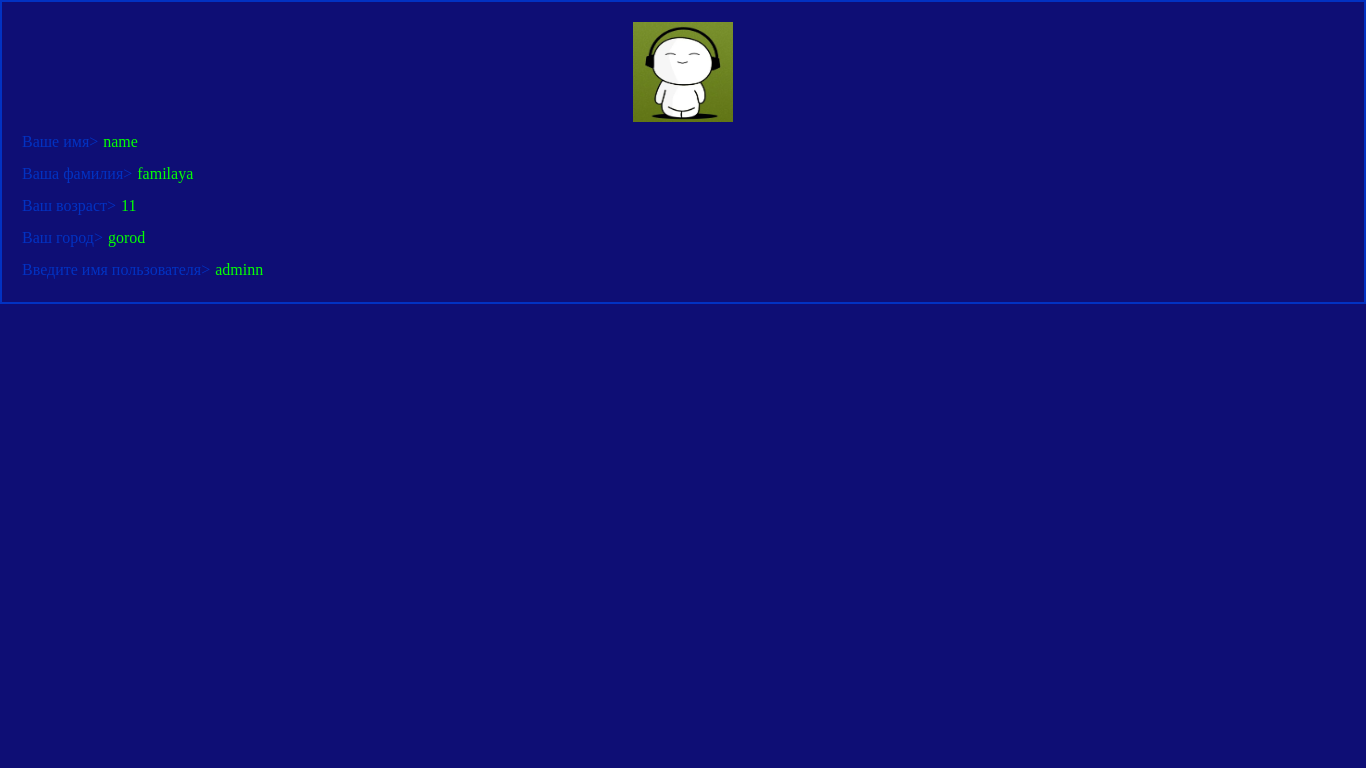 Ваше имя> name
Ваша фамилия> familaya
Ваш возраст> 11
Ваш город> gorod
Введите имя пользователя> adminn